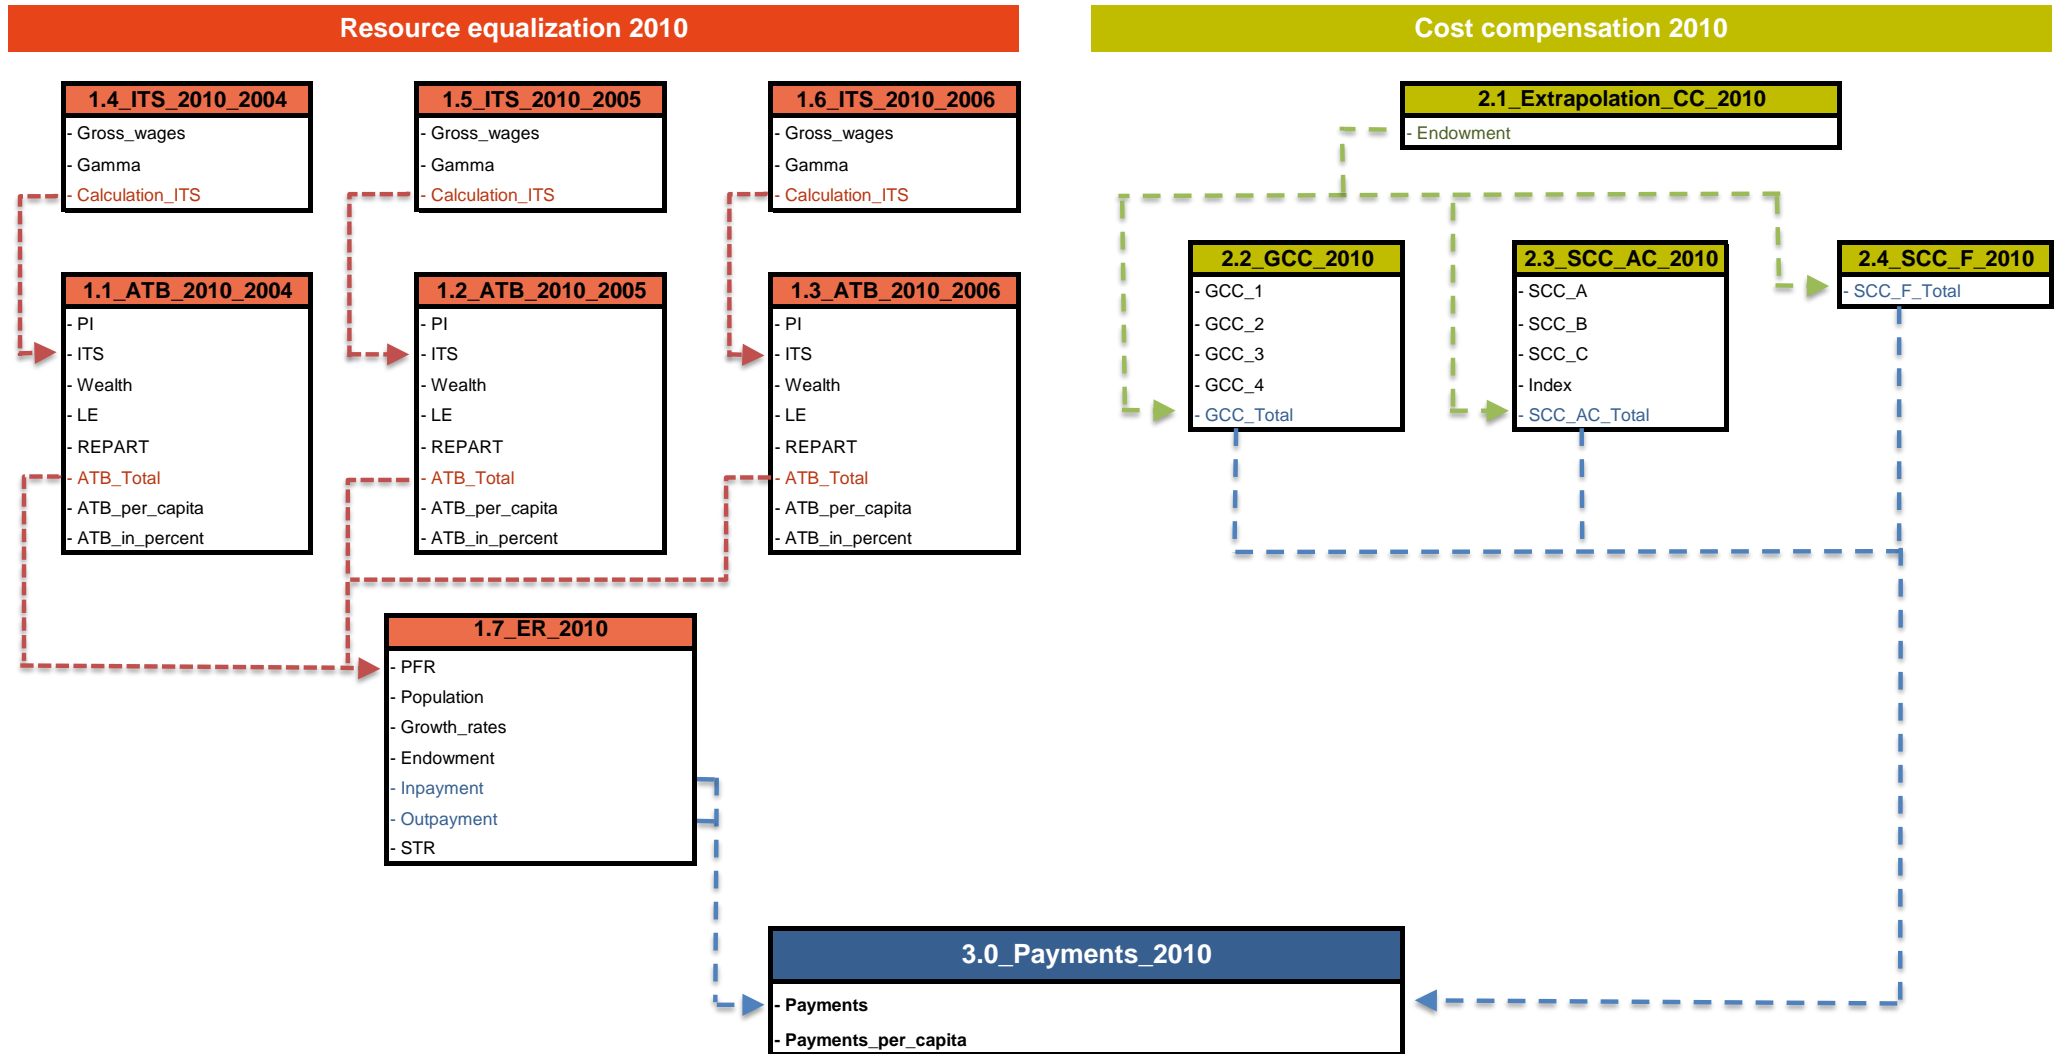 Resource equalization 2010
Cost compensation 2010
1.4_ITS_2010_2004
- Gross_wages
- Gamma
- Calculation_ITS
1.5_ITS_2010_2005
- Gross_wages
- Gamma
- Calculation_ITS
1.6_ITS_2010_2006
- Gross_wages
- Gamma
- Calculation_ITS
2.1_Extrapolation_CC_2010
- Endowment
1.1_ATB_2010_2004
- PI
- ITS
- Wealth
- LE
- REPART
- ATB_Total
- ATB_per_capita
- ATB_in_percent
1.2_ATB_2010_2005
- PI
- ITS
- Wealth
- LE
- REPART
- ATB_Total
- ATB_per_capita
- ATB_in_percent
1.3_ATB_2010_2006
- PI
- ITS
- Wealth
- LE
- REPART
- ATB_Total
- ATB_per_capita
- ATB_in_percent
2.2_GCC_2010
- GCC_1
- GCC_2
- GCC_3
- GCC_4
- GCC_Total
2.3_SCC_AC_2010
- SCC_A
- SCC_B
- SCC_C
- Index
- SCC_AC_Total
2.4_SCC_F_2010
- SCC_F_Total
1.7_ER_2010
- PFR
- Population
- Growth_rates
- Endowment
- Inpayment
- Outpayment
- STR
3.0_Payments_2010
- Payments
- Payments_per_capita